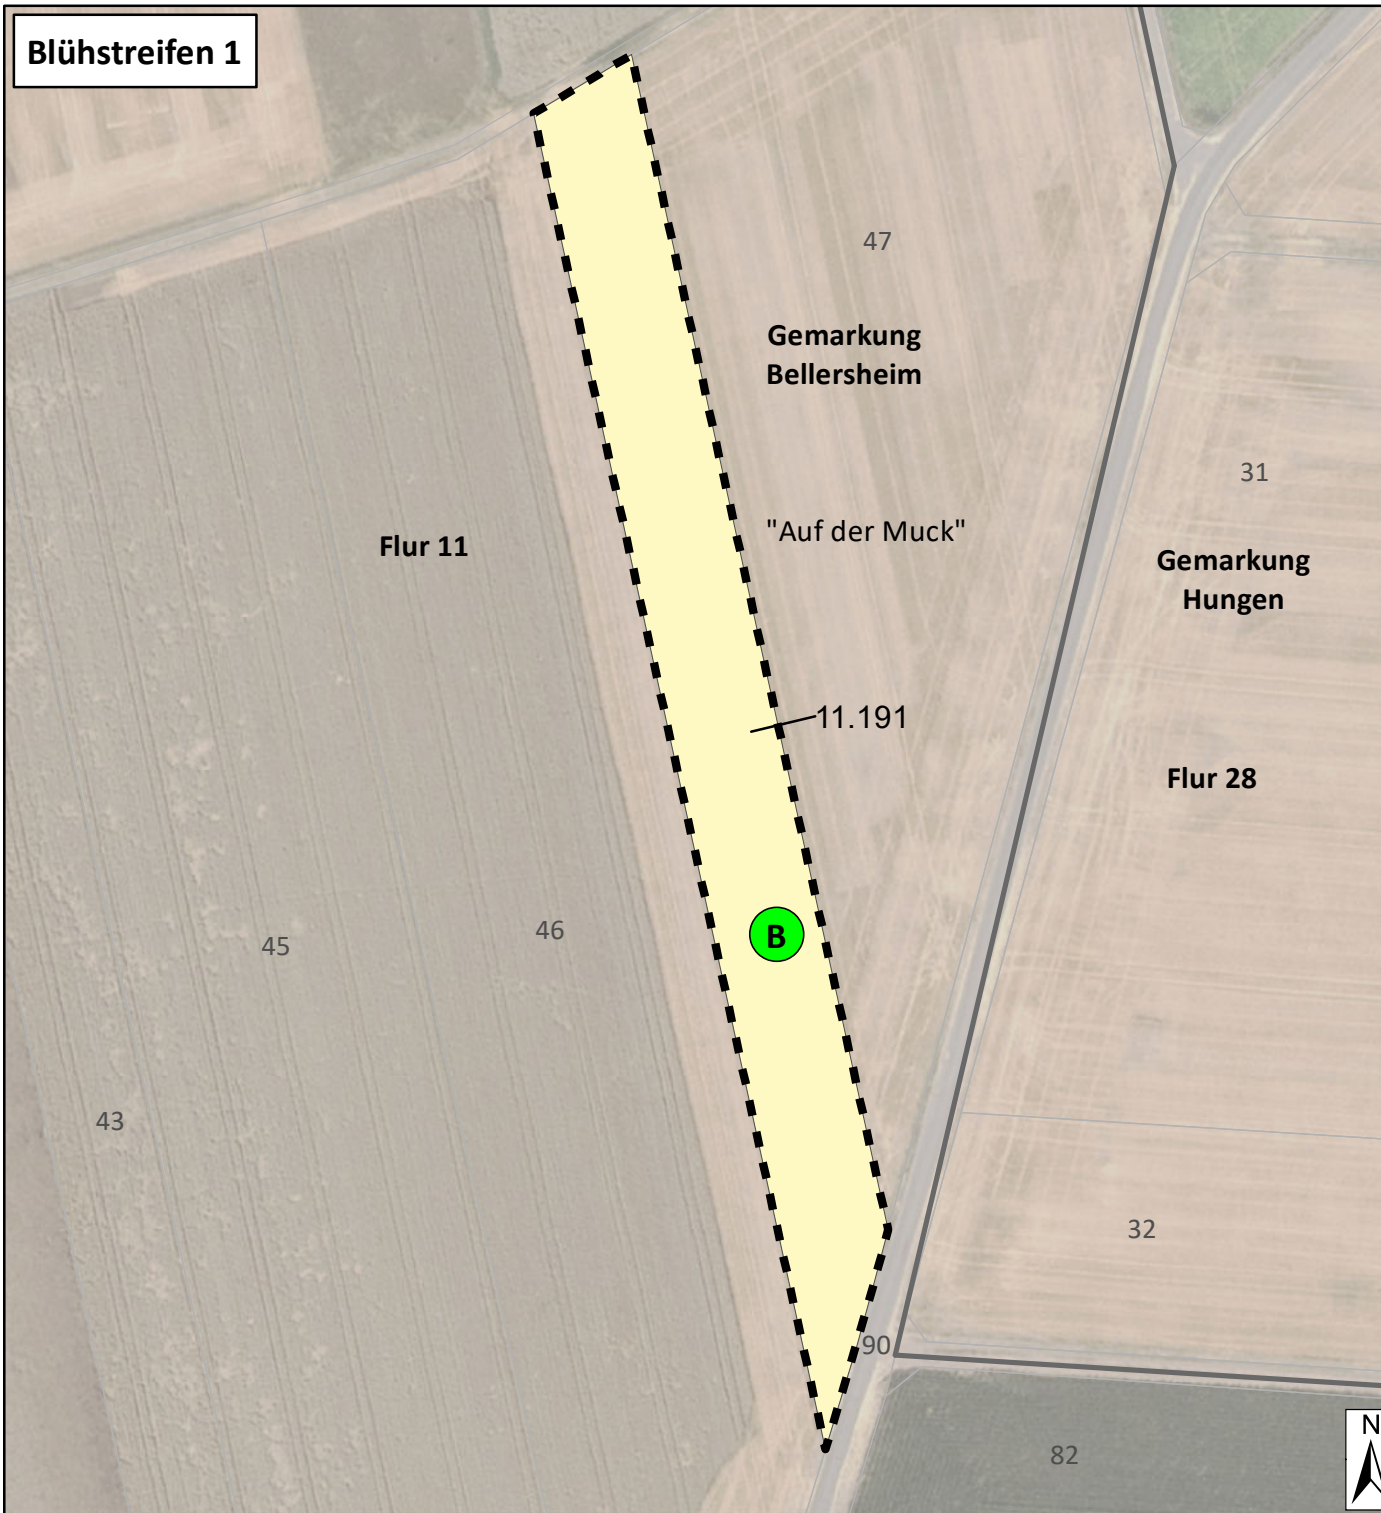 Blühstreifen 1
47
Gemarkung
Bellersheim
31
"Auf der Muck"
Flur 11
Gemarkung
Hungen
11.191
Flur 28
46
B
45
43
32
90
82
N